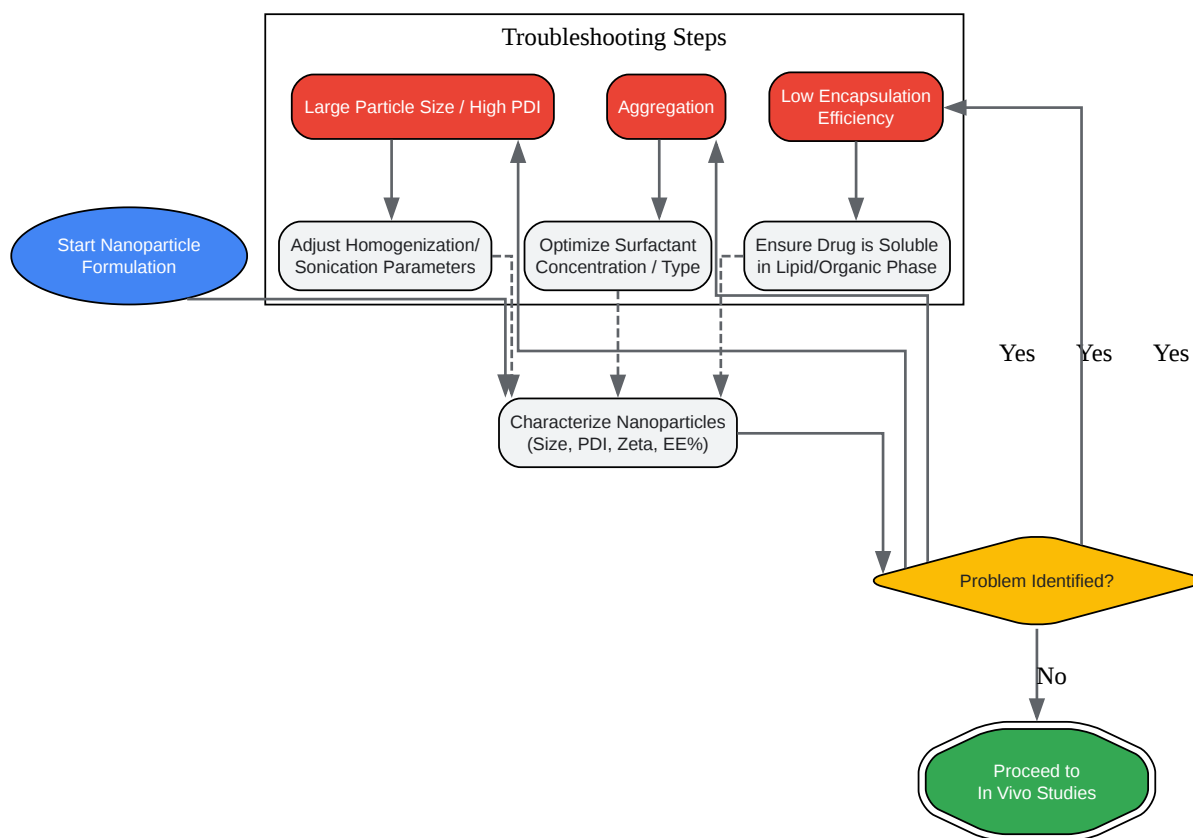 Troubleshooting Steps
Large Particle Size / High PDI
Aggregation
Low Encapsulation
Efficiency
Start Nanoparticle
Formulation
Adjust Homogenization/
Sonication Parameters
Optimize Surfactant
Concentration / Type
Ensure Drug is Soluble
in Lipid/Organic Phase
Yes
Yes
Yes
Characterize Nanoparticles
(Size, PDI, Zeta, EE%)
Problem Identified?
No
Proceed to
In Vivo Studies